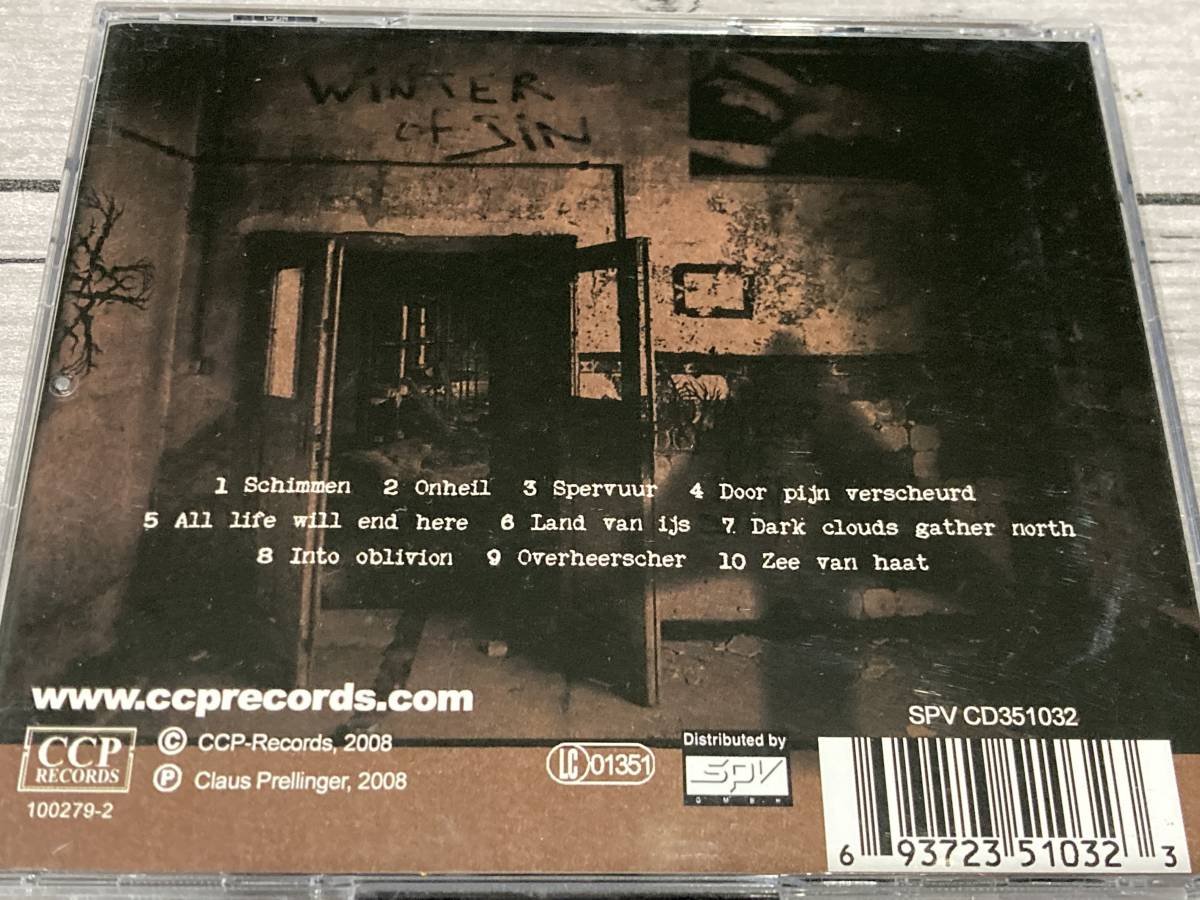 WiNTER
of SiN
1 Schimmen 2 Onheil 3 Spervuur 4 Door pijn verscheurd
5 All life will end here 6 Land van ijs 7 Dark clouds gather north
8 Into oblivion 9 Overheerscher 10 Zee van haat
www.ccprecords.com
SPV CD351032
CCP
RECORDS
© CCP-Records, 2008
℗ Claus Prellinger, 2008
100279-2
LC 01351
Distributed by
SPV
GMBH
6 93723 51032 3